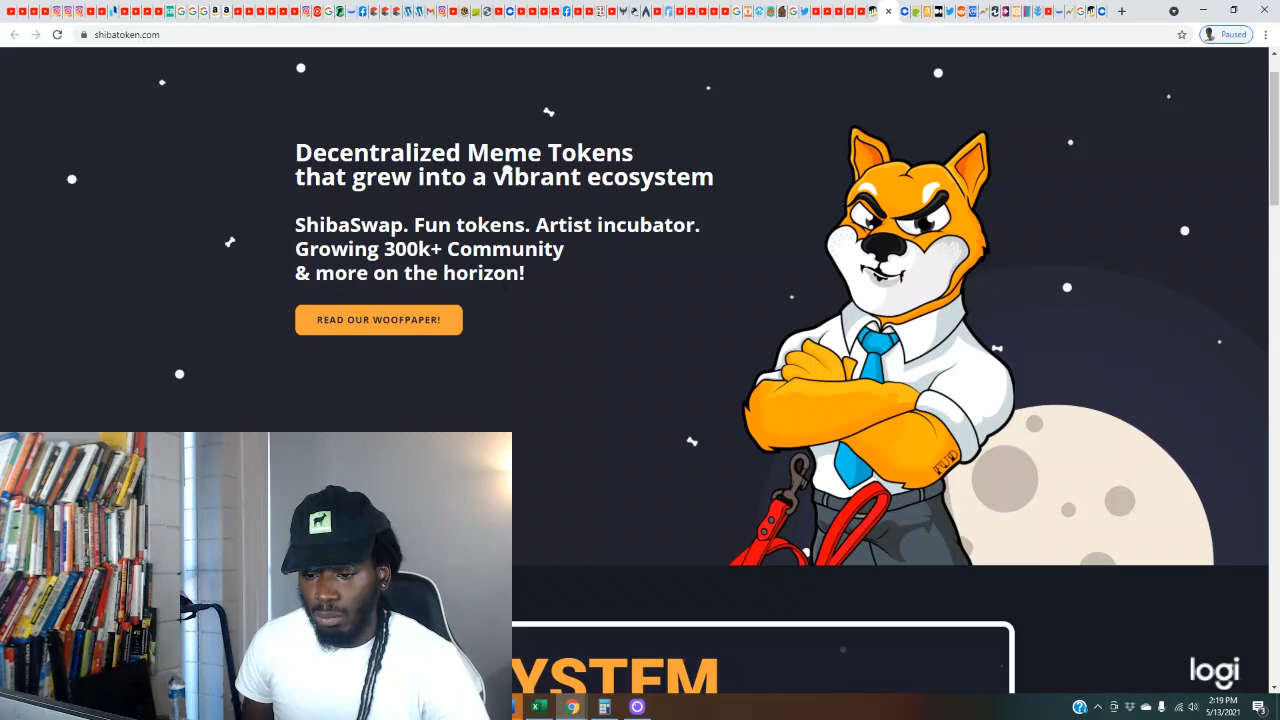 shibatoken.com
Paused
Decentralized Meme Tokens
that grew into a vibrant ecosystem
ShibaSwap. Fun tokens. Artist incubator.
Growing 300k+ Community
& more on the horizon!
READ OUR WOOFPAPER!
FUD
YSTEM
logi
2:19 PM
5/13/2021